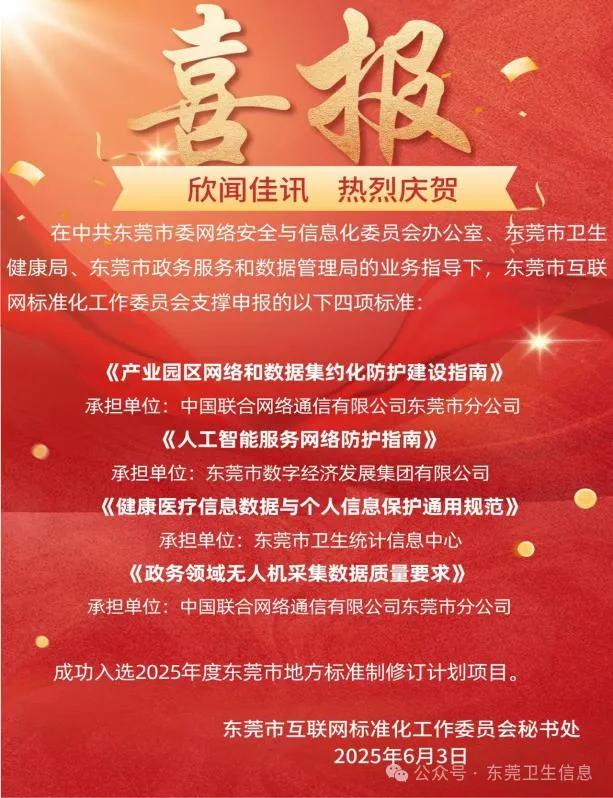 喜报
欣闻佳讯 热烈庆贺
在中共东莞市委网络安全与信息化委员会办公室、东莞市卫生
健康局、东莞市政务服务和数据管理局的业务指导下，东莞市互联
网标准化工作委员会支撑申报的以下四项标准：
《产业园区网络和数据集约化防护建设指南》
承担单位：中国联合网络通信有限公司东莞市分公司
《人工智能服务网络防护指南》
承担单位：东莞市数字经济发展集团有限公司
《健康医疗信息数据与个人信息保护通用规范》
承担单位：东莞市卫生统计信息中心
《政务领域无人机采集数据质量要求》
承担单位：中国联合网络通信有限公司东莞市分公司
成功入选2025年度东莞市地方标准制修订计划项目。
东莞市互联网标准化工作委员会秘书处
2025年6月3日
公众号·东莞卫生信息